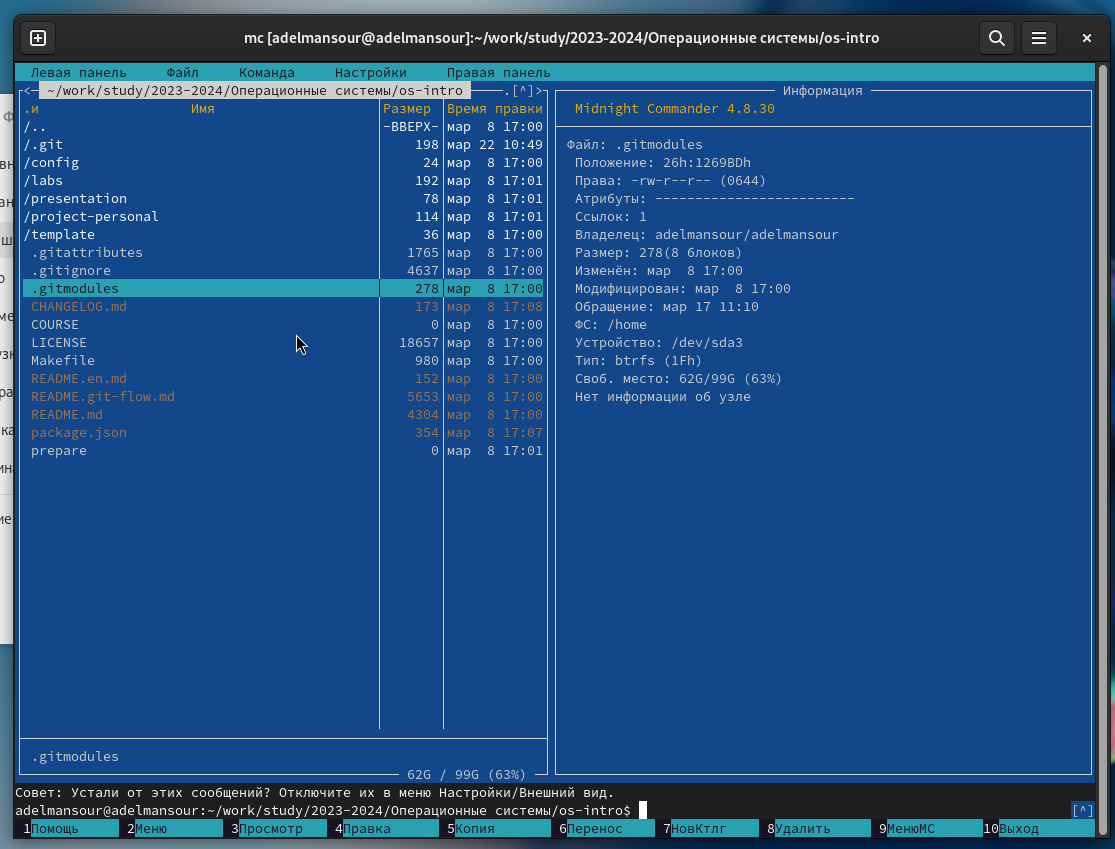 mc [adelmansour@adelmansour]:~/work/study/2023-2024/Операционные системы/os-intro
Левая панель Файл Команда Настройки Правая панель
<─ ~/work/study/2023-2024/Операционные системы/os-intro .[^]>
.и Имя Размер Время правки
/.. -ВВЕРХ- мар 8 17:00
/.git 198 мар 22 10:49
/config 24 мар 8 17:00
/labs 192 мар 8 17:01
/presentation 78 мар 8 17:01
/project-personal 114 мар 8 17:01
/template 36 мар 8 17:00
.gitattributes 1765 мар 8 17:00
.gitignore 4637 мар 8 17:00
.gitmodules 278 мар 8 17:00
CHANGELOG.md 173 мар 8 17:08
COURSE 0 мар 8 17:00
LICENSE 18657 мар 8 17:00
Makefile 980 мар 8 17:00
README.en.md 152 мар 8 17:00
README.git-flow.md 5653 мар 8 17:00
README.md 4304 мар 8 17:00
package.json 354 мар 8 17:07
prepare 0 мар 8 17:01
.gitmodules
62G / 99G (63%)
Информация
Midnight Commander 4.8.30
Файл: .gitmodules
Положение: 26h:1269BDh
Права: -rw-r--r-- (0644)
Атрибуты: -------------------------
Ссылок: 1
Владелец: adelmansour/adelmansour
Размер: 278(8 блоков)
Изменён: мар 8 17:00
Модифицирован: мар 8 17:00
Обращение: мар 17 11:10
ФС: /home
Устройство: /dev/sda3
Тип: btrfs (1Fh)
Своб. место: 62G/99G (63%)
Нет информации об узле
Совет: Устали от этих сообщений? Отключите их в меню Настройки/Внешний вид.
adelmansour@adelmansour:~/work/study/2023-2024/Операционные системы/os-intro$ [^]
1Помощь 2Меню 3Просмотр 4Правка 5Копия 6Перенос 7НовКтлг 8Удалить 9МенюMC 10Выход